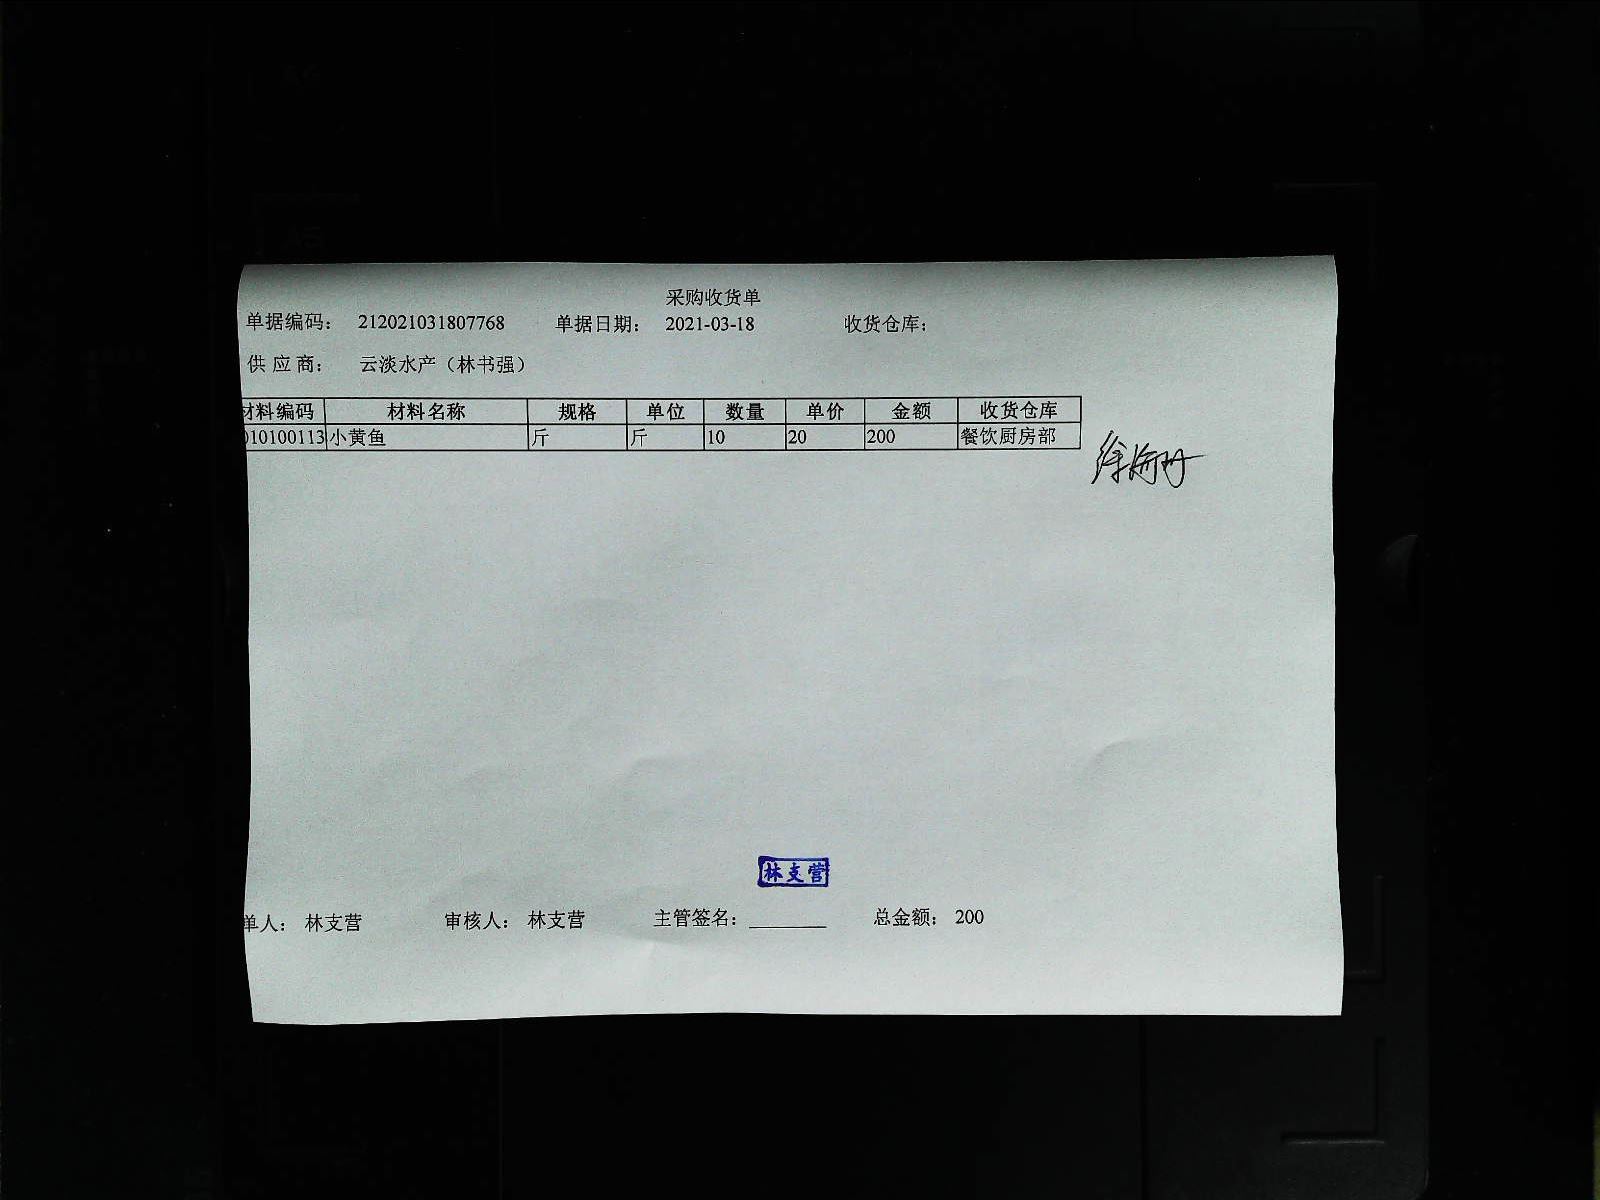 采购收货单
单据编码： 212021031807768 单据日期： 2021-03-18 收货仓库：
供应商： 云淡水产（林书强）
材料编码 材料名称 规格 单位 数量 单价 金额 收货仓库
010100113 小黄鱼 斤 斤 10 20 200 餐饮厨房部
林支营
单人： 林支营 审核人： 林支营 主管签名： ________ 总金额： 200